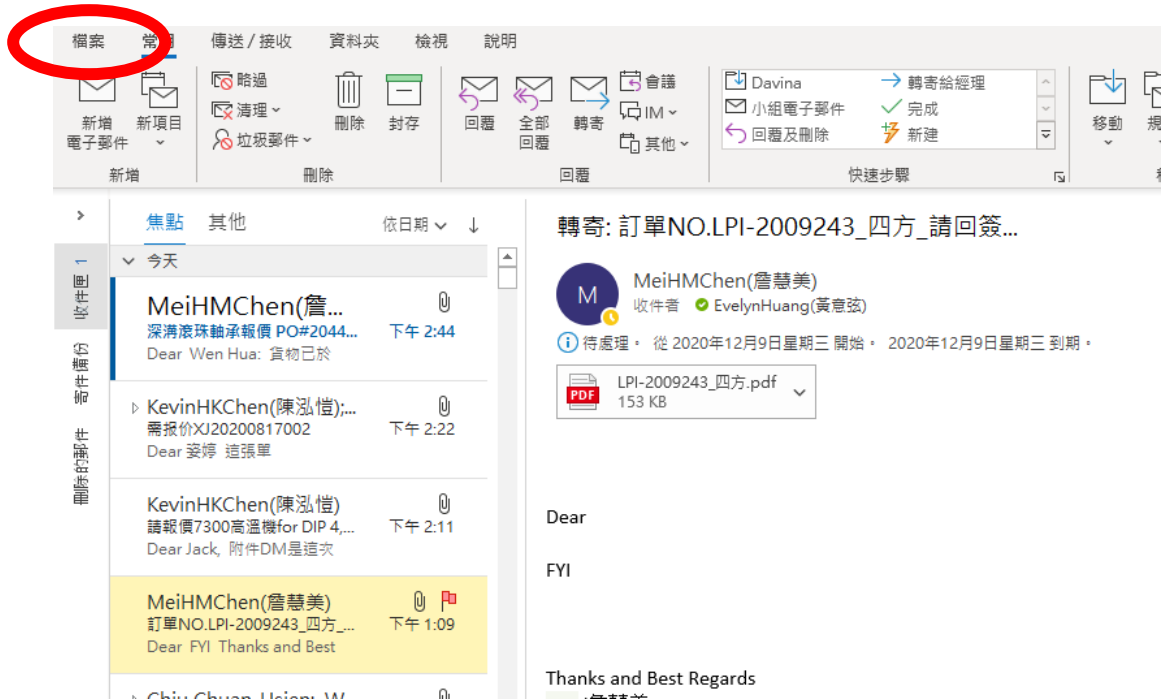 檔案 常用 傳送 / 接收 資料夾 檢視 說明
新增
電子郵件
新項目
新增
略過
清理
垃圾郵件
刪除
封存
刪除
回覆
全部
回覆
轉寄
會議
IM
其他
回覆
Davina
小組電子郵件
回覆及刪除
轉寄給經理
完成
新建
快速步驟
移動
收件匣 1
寄件備份
刪除的郵件
焦點 其他 依日期
今天
MeiHMChen(詹...
深溝滾珠軸承報價 PO#2044... 下午 2:44
Dear Wen Hua: 貨物已於
KevinHKChen(陳泓愷);...
需报价XJ20200817002 下午 2:22
Dear 姿婷 這張單
KevinHKChen(陳泓愷)
請報價7300高溫機for DIP 4,... 下午 2:11
Dear Jack, 附件DM是這次
MeiHMChen(詹慧美)
訂單NO.LPI-2009243_四方_... 下午 1:09
Dear FYI Thanks and Best
轉寄: 訂單NO.LPI-2009243_四方_請回簽...
M
MeiHMChen(詹慧美)
收件者 EvelynHuang(黃意弦)
待處理。 從 2020年12月9日星期三 開始。 2020年12月9日星期三 到期。
PDF
LPI-2009243_四方.pdf
153 KB
Dear
FYI
Thanks and Best Regards